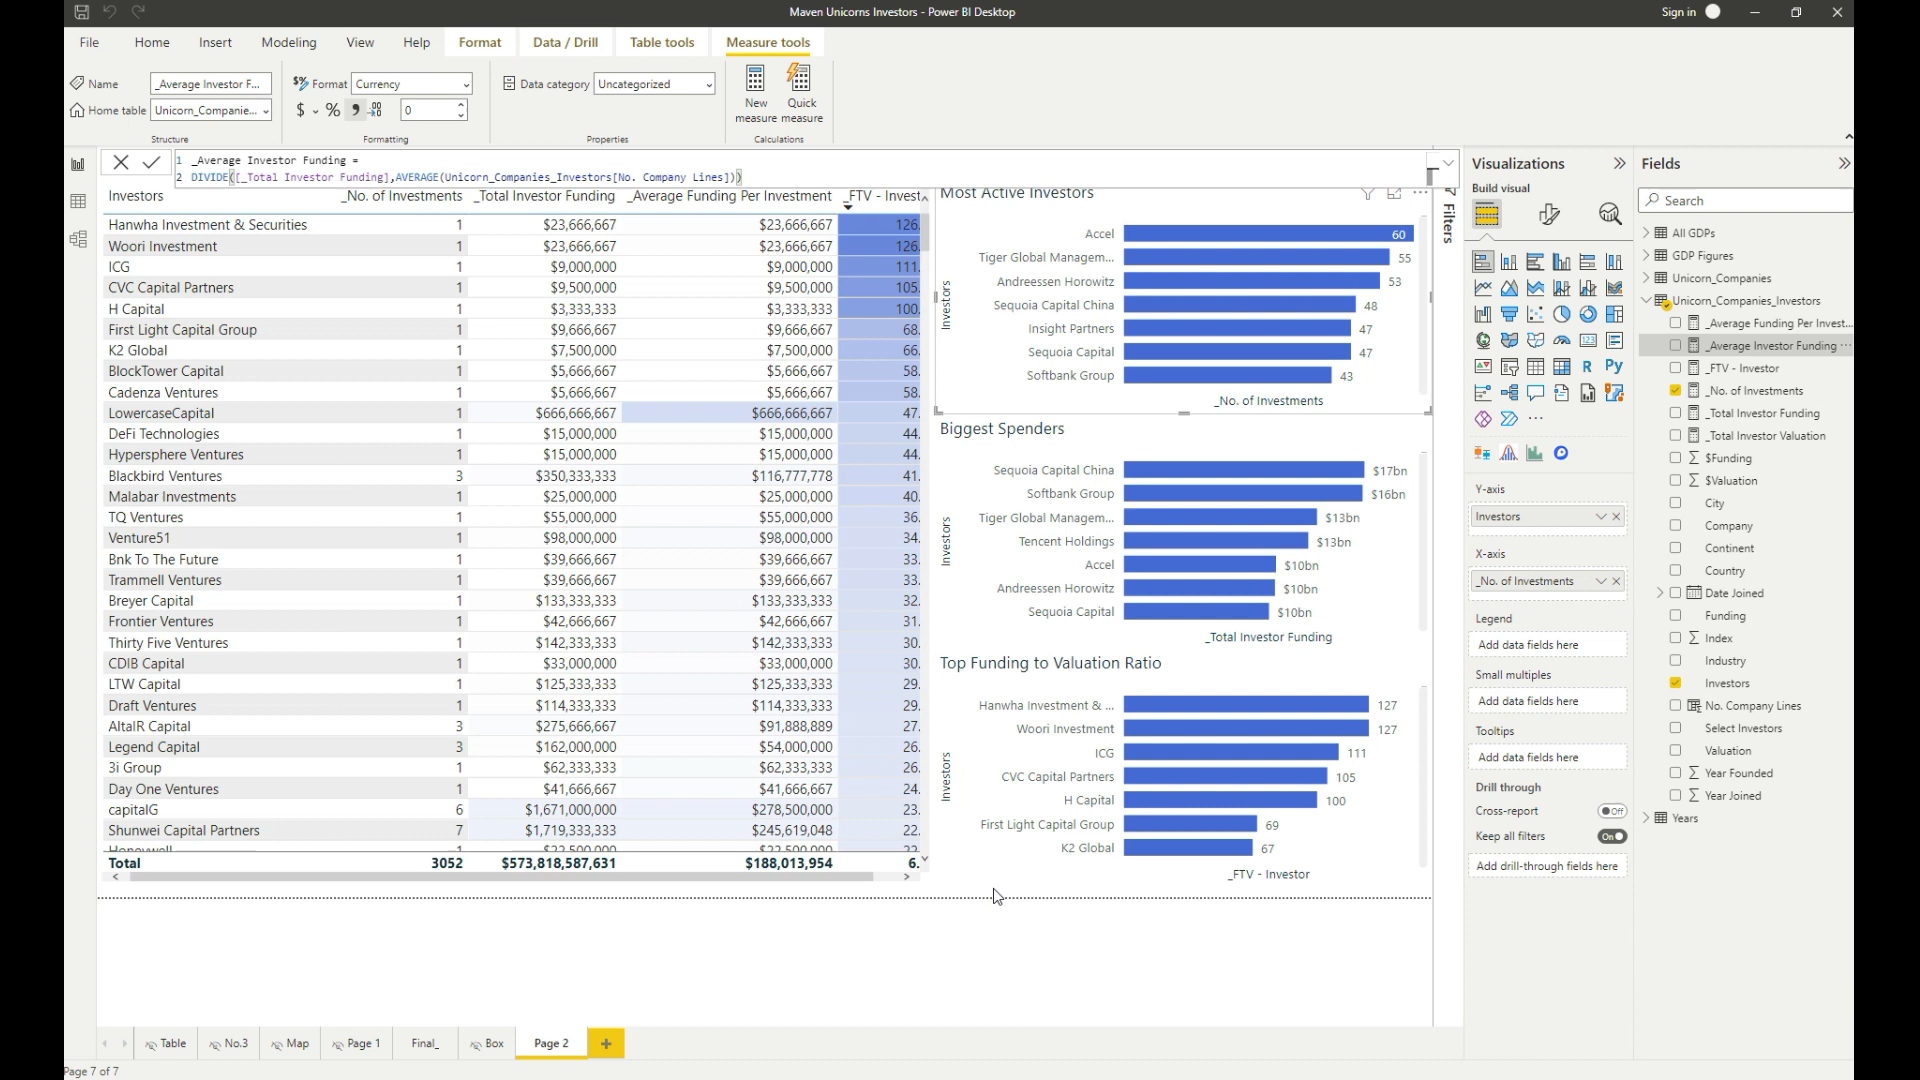 Maven Unicorns Investors - Power BI Desktop
Sign in
File Home Insert Modeling View Help Format Data / Drill Table tools Measure tools
Name _Average Investor F...
Home table Unicorn_Companie...
Structure
Format Currency
$ % 9 0
Formatting
Data category Uncategorized
Properties
New measure
Quick measure
Calculations
1 _Average Investor Funding =
2 DIVIDE([_Total Investor Funding],AVERAGE(Unicorn_Companies_Investors[No. Company Lines]))
Investors _No. of Investments _Total Investor Funding _Average Funding Per Investment _FTV - Invest
Hanwha Investment & Securities 1 $23,666,667 $23,666,667 126.
Woori Investment 1 $23,666,667 $23,666,667 126.
ICG 1 $9,000,000 $9,000,000 111.
CVC Capital Partners 1 $9,500,000 $9,500,000 105.
H Capital 1 $3,333,333 $3,333,333 100.
First Light Capital Group 1 $9,666,667 $9,666,667 68.
K2 Global 1 $7,500,000 $7,500,000 66.
BlockTower Capital 1 $5,666,667 $5,666,667 58.
Cadenza Ventures 1 $5,666,667 $5,666,667 58.
LowercaseCapital 1 $666,666,667 $666,666,667 47.
DeFi Technologies 1 $15,000,000 $15,000,000 44.
Hypersphere Ventures 1 $15,000,000 $15,000,000 44.
Blackbird Ventures 3 $350,333,333 $116,777,778 41.
Malabar Investments 1 $25,000,000 $25,000,000 40.
TQ Ventures 1 $55,000,000 $55,000,000 36.
Venture51 1 $98,000,000 $98,000,000 34.
Bnk To The Future 1 $39,666,667 $39,666,667 33.
Trammell Ventures 1 $39,666,667 $39,666,667 33.
Breyer Capital 1 $133,333,333 $133,333,333 32.
Frontier Ventures 1 $42,666,667 $42,666,667 31.
Thirty Five Ventures 1 $142,333,333 $142,333,333 30.
CDIB Capital 1 $33,000,000 $33,000,000 30.
LTW Capital 1 $125,333,333 $125,333,333 29.
Draft Ventures 1 $114,333,333 $114,333,333 29.
AltaIR Capital 3 $275,666,667 $91,888,889 27.
Legend Capital 3 $162,000,000 $54,000,000 26.
3i Group 1 $62,333,333 $62,333,333 26.
Day One Ventures 1 $41,666,667 $41,666,667 24.
capitalG 6 $1,671,000,000 $278,500,000 23.
Shunwei Capital Partners 7 $1,719,333,333 $245,619,048 22.
Honeywell 1 $22,500,000 $22,500,000 22.
Total 3052 $573,818,587,631 $188,013,954 6.
Most Active Investors
Investors
Accel 60
Tiger Global Managem... 55
Andreessen Horowitz 53
Sequoia Capital China 48
Insight Partners 47
Sequoia Capital 47
Softbank Group 43
_No. of Investments
Biggest Spenders
Investors
Sequoia Capital China $17bn
Softbank Group $16bn
Tiger Global Managem... $13bn
Tencent Holdings $13bn
Accel $10bn
Andreessen Horowitz $10bn
Sequoia Capital $10bn
_Total Investor Funding
Top Funding to Valuation Ratio
Investors
Hanwha Investment & ... 127
Woori Investment 127
ICG 111
CVC Capital Partners 105
H Capital 100
First Light Capital Group 69
K2 Global 67
_FTV - Investor
Filters
Visualizations
Build visual
R Py
123
Y-axis
Investors
X-axis
_No. of Investments
Legend
Add data fields here
Small multiples
Add data fields here
Tooltips
Add data fields here
Drill through
Cross-report Off
Keep all filters On
Add drill-through fields here
Fields
Search
All GDPs
GDP Figures
Unicorn_Companies
Unicorn_Companies_Investors
_Average Funding Per Invest...
_Average Investor Funding ...
_FTV - Investor
_No. of Investments
_Total Investor Funding
_Total Investor Valuation
$Funding
$Valuation
City
Company
Continent
Country
Date Joined
Funding
Index
Industry
Investors
No. Company Lines
Select Investors
Valuation
Year Founded
Year Joined
Years
Table No.3 Map Page 1 Final_ Box Page 2 +
Page 7 of 7